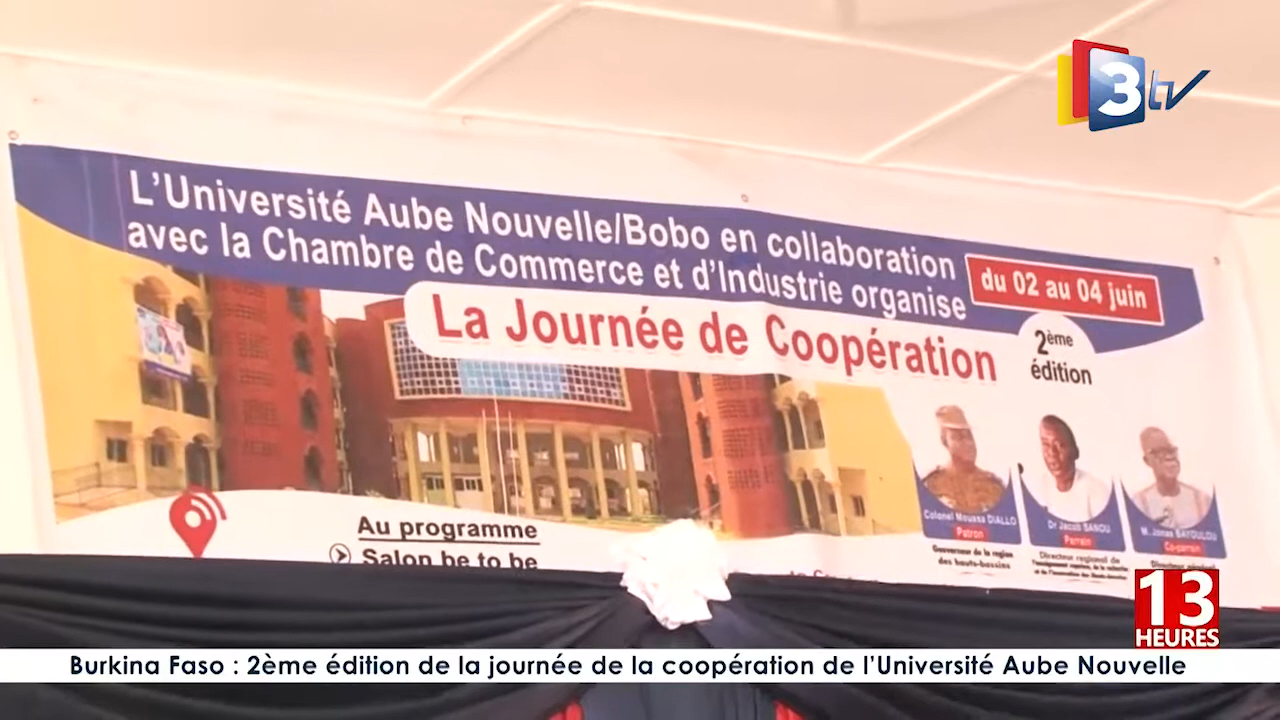 3tv
L'Université Aube Nouvelle/Bobo en collaboration
avec la Chambre de Commerce et d'Industrie organise
du 02 au 04 juin
La Journée de Coopération
2ème
édition
Colonel Moussa DIALLO
Patron
Gouverneur de la region
des hauts-bassins
Dr Jacob SANOU
Parrain
Directeur regional de
M. Jonas BAYOULOU
Co-parrain
Au programme
Salon be to be
13
HEURES
Burkina Faso : 2ème édition de la journée de la coopération de l'Université Aube Nouvelle